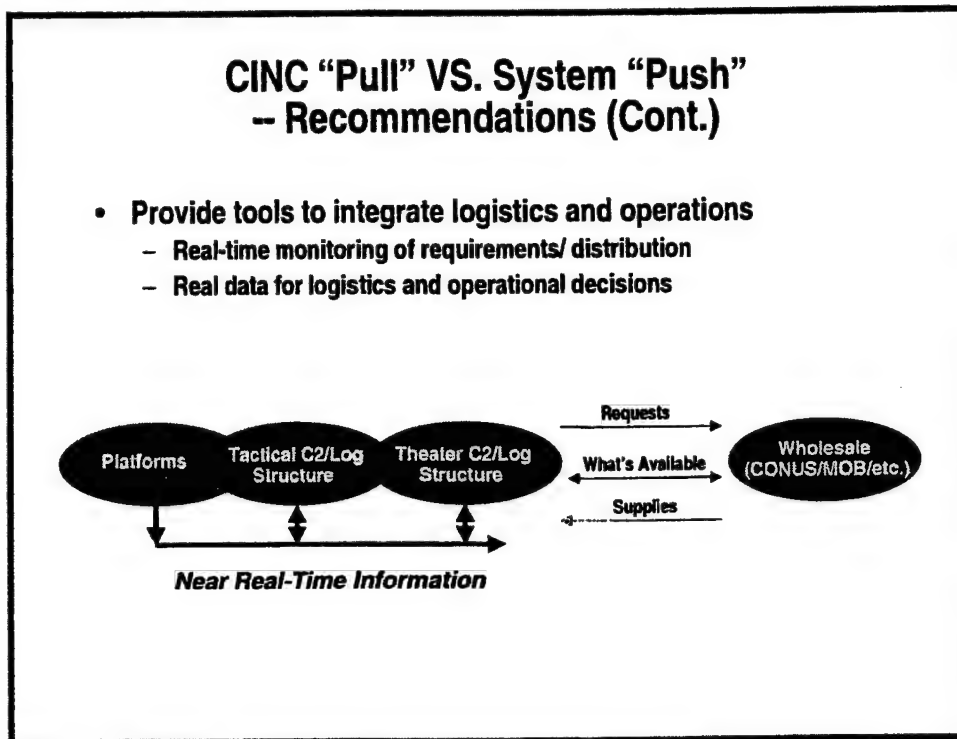 CINC “Pull” VS. System “Push”
– Recommendations (Cont.)
• Provide tools to integrate logistics and operations
– Real-time monitoring of requirements/ distribution
– Real data for logistics and operational decisions
Requests
Platforms
Tactical C2/Log
Structure
Theater C2/Log
Structure
What's Available
Wholesale
(CONUS/MOB/etc.)
Supplies
Near Real-Time Information